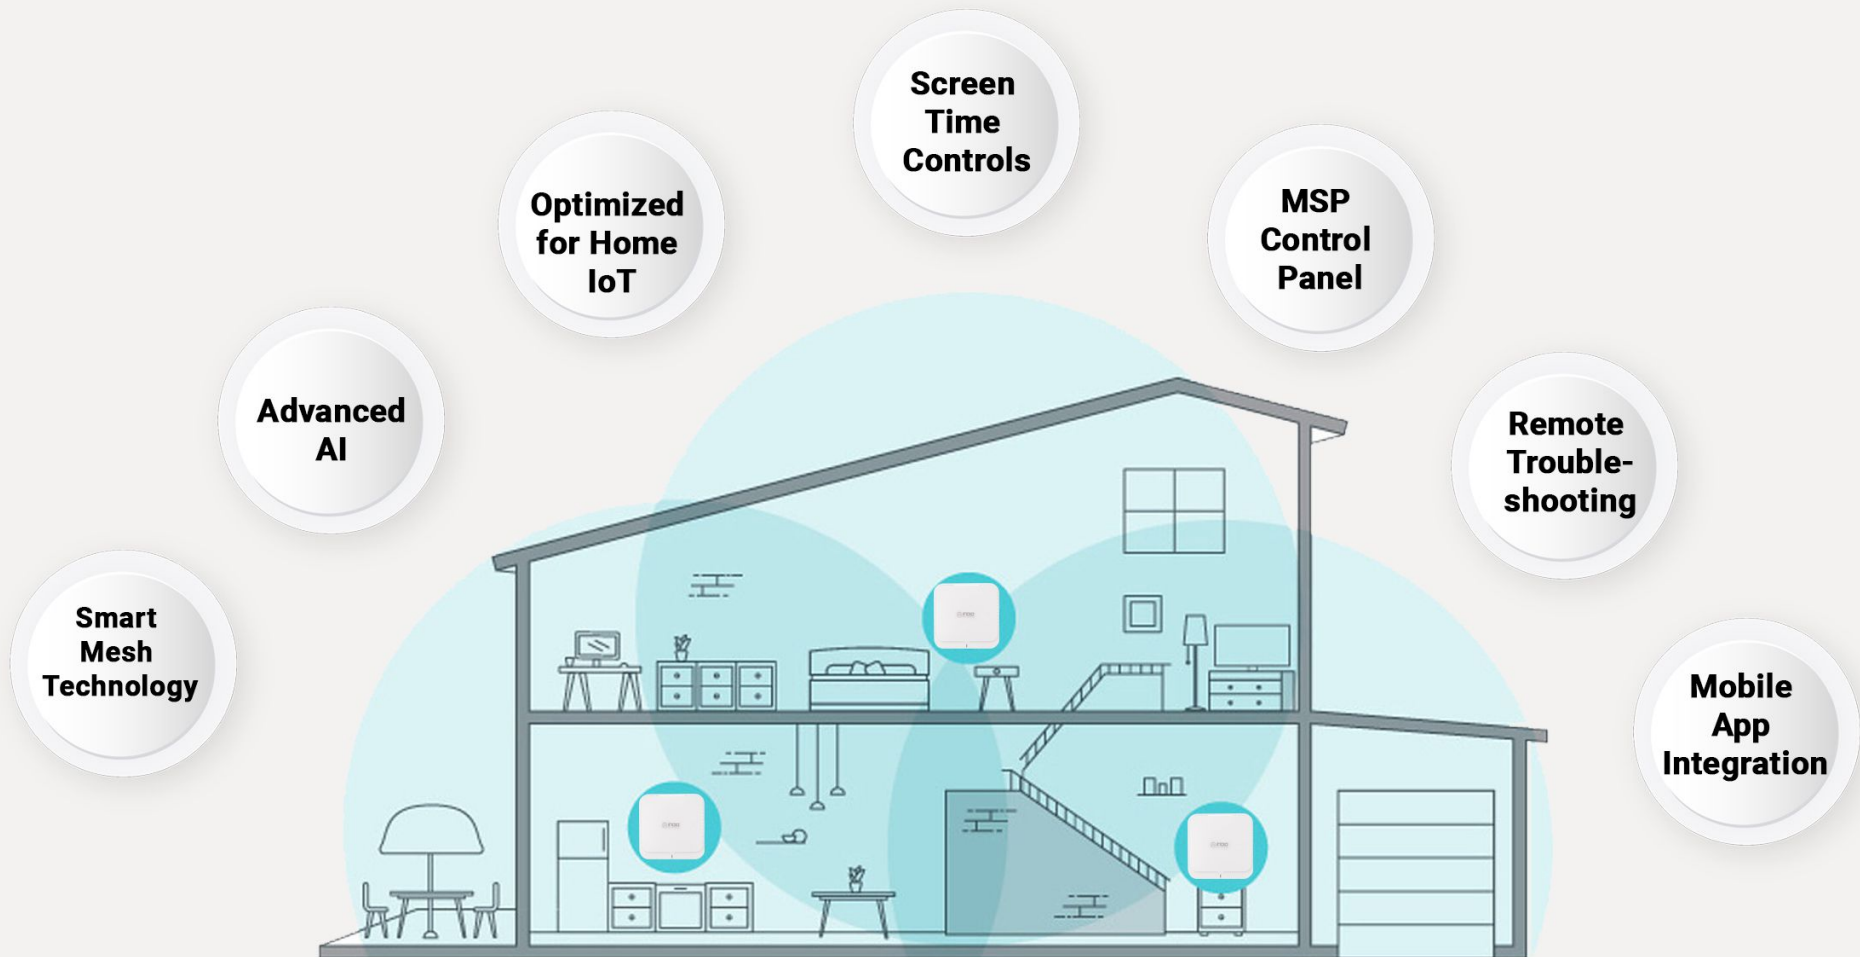 Screen
Time
Controls
Optimized
for Home
IoT
MSP
Control
Panel
Advanced
AI
Remote
Trouble-
shooting
Smart
Mesh
Technology
Mobile
App
Integration